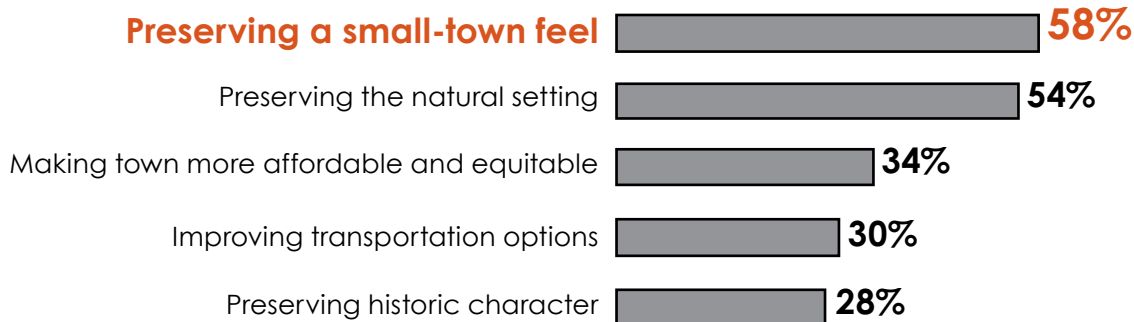 Preserving a small-town feel 58%
Preserving the natural setting 54%
Making town more affordable and equitable 34%
Improving transportation options 30%
Preserving historic character 28%